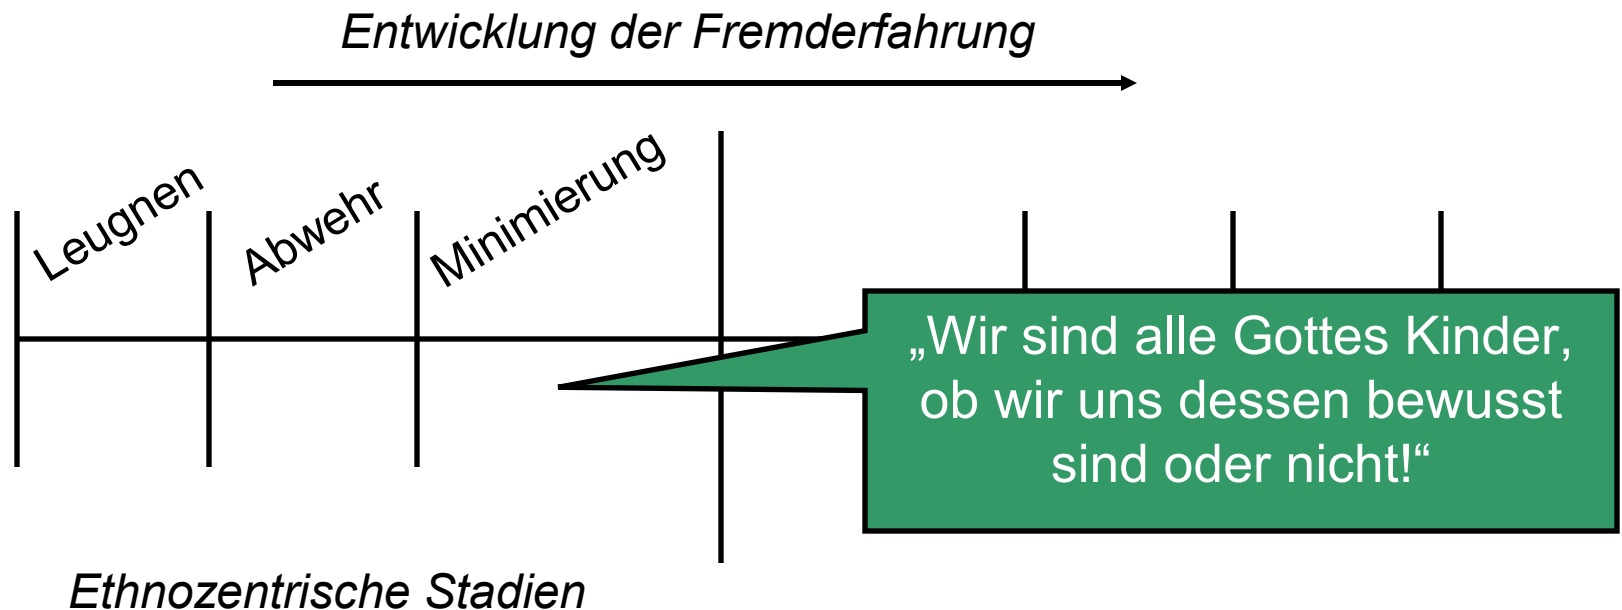 Entwicklung der Fremderfahrung
Leugnen
Abwehr
Minimierung
„Wir sind alle Gottes Kinder,
ob wir uns dessen bewusst
sind oder nicht!“
Ethnozentrische Stadien